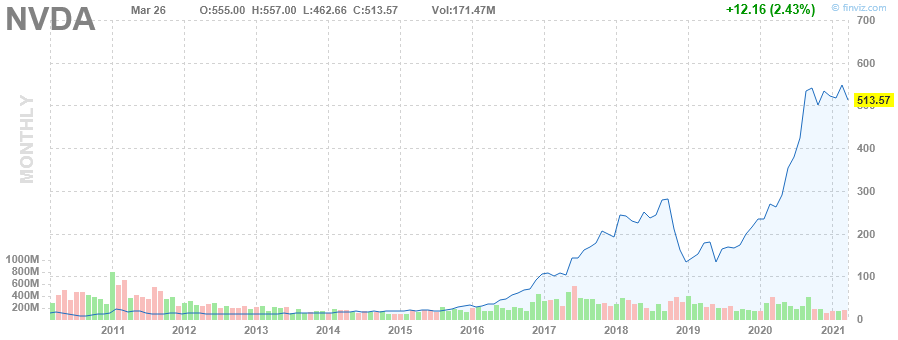 NVDA
Mar 26 O:555.00 H:557.00 L:462.66 C:513.57 Vol:171.47M +12.16 (2.43%)
© finviz.com
MONTHLY
700
600
513.57
500
400
300
200
100
0
1000M
800M
600M
400M
200M
2011 2012 2013 2014 2015 2016 2017 2018 2019 2020 2021